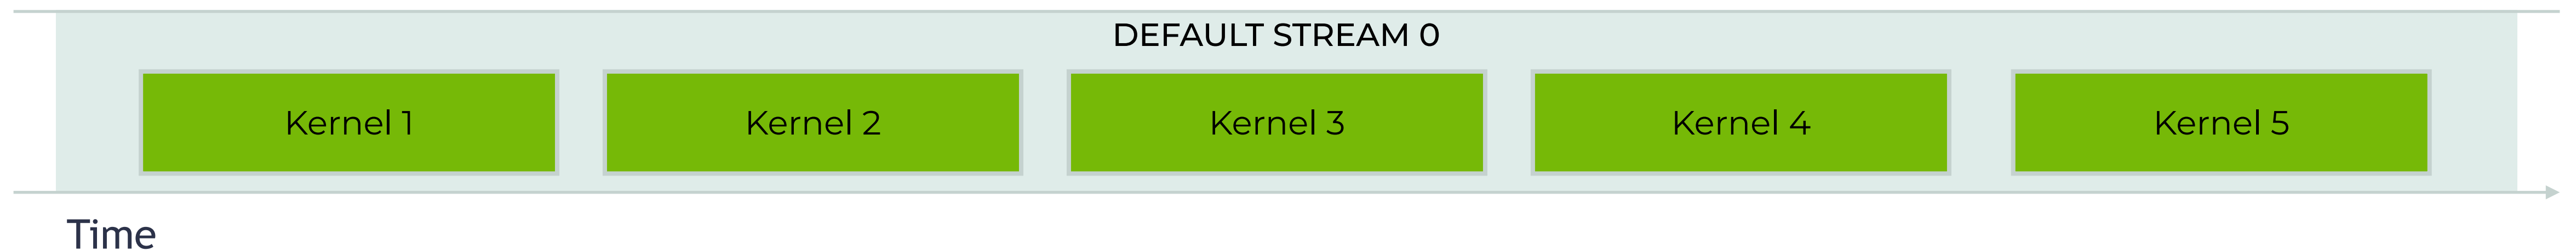 DEFAULT STREAM 0
Kernel 1
Kernel 2
Kernel 3
Kernel 4
Kernel 5
Time